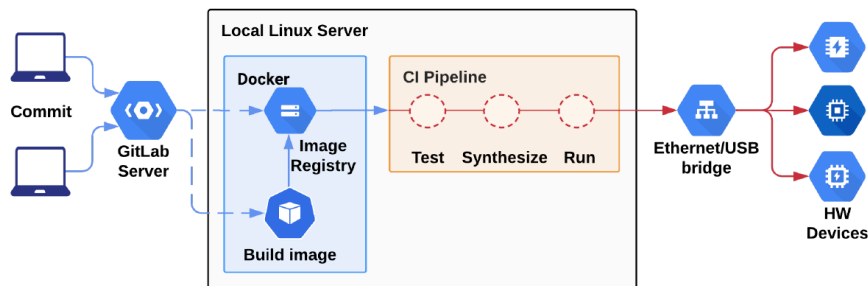 Local Linux Server
Commit
GitLab
Server
Docker
Image
Registry
Build image
CI Pipeline
Test
Synthesize
Run
Ethernet/USB
bridge
HW
Devices